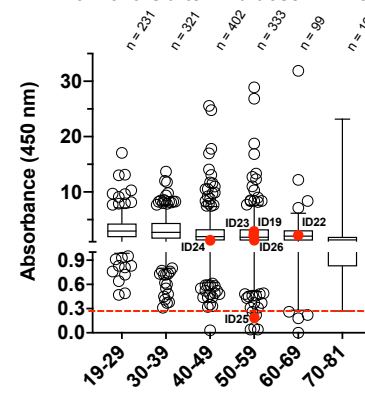 n = 231
n = 321
n = 402
n = 333
n = 99
Absorbance (450 nm)
30
20
10
0.9
0.6
0.3
0.0
ID23
ID19
ID22
ID24
ID26
ID25
19-29
30-39
40-49
50-59
60-69
70-81